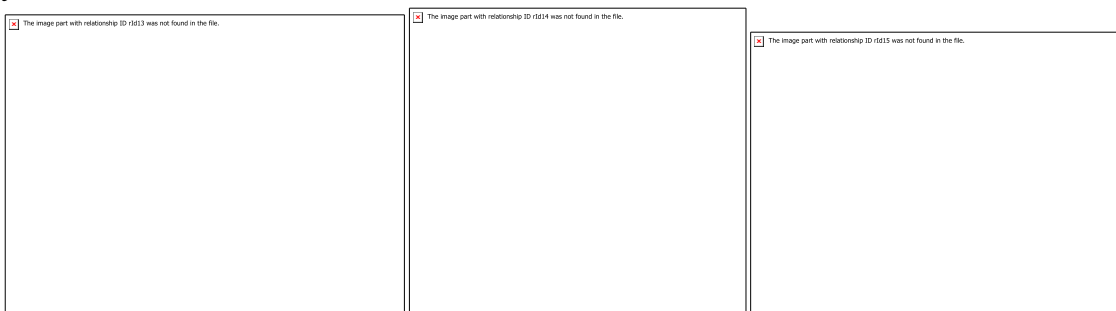 The image part with relationship ID rId13 was not found in the file.
The image part with relationship ID rId14 was not found in the file.
The image part with relationship ID rId15 was not found in the file.